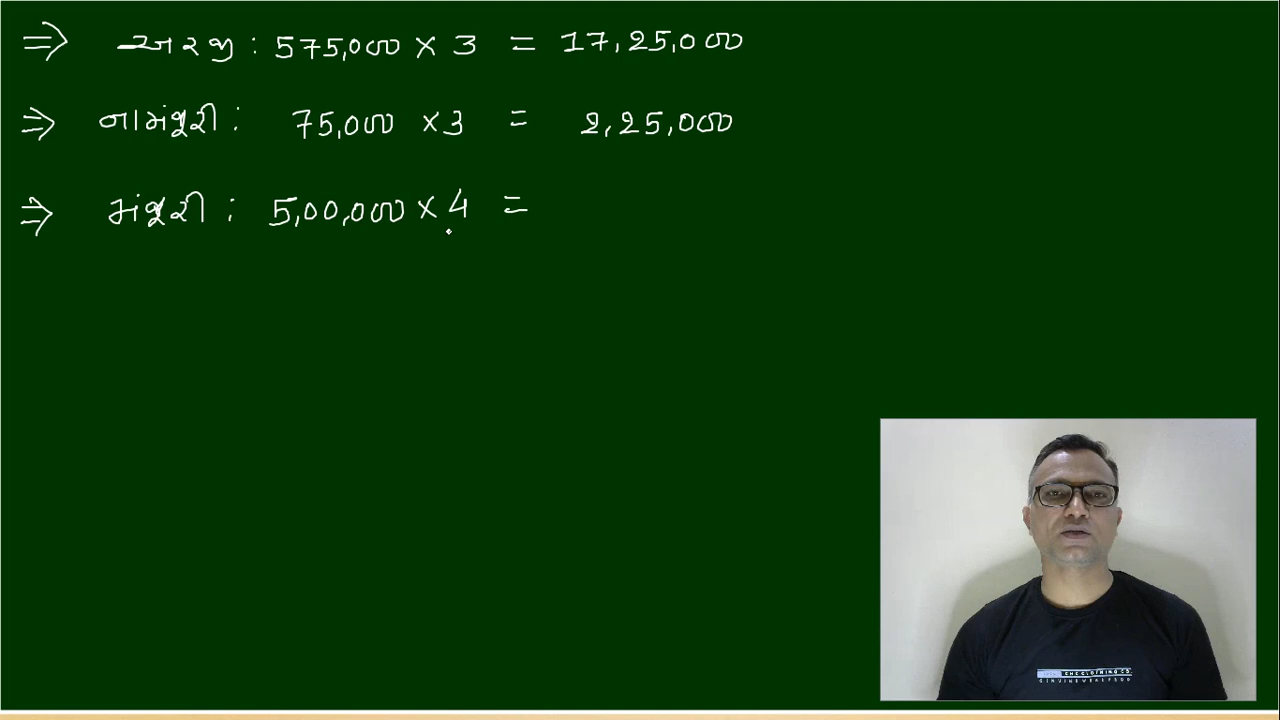 ⇒ અરજી : 575,000 × 3 = 17,25,000
⇒ નામંજૂરી : 75,000 × 3 = 2,25,000
⇒ મંજૂરી : 5,00,000 × 4 =